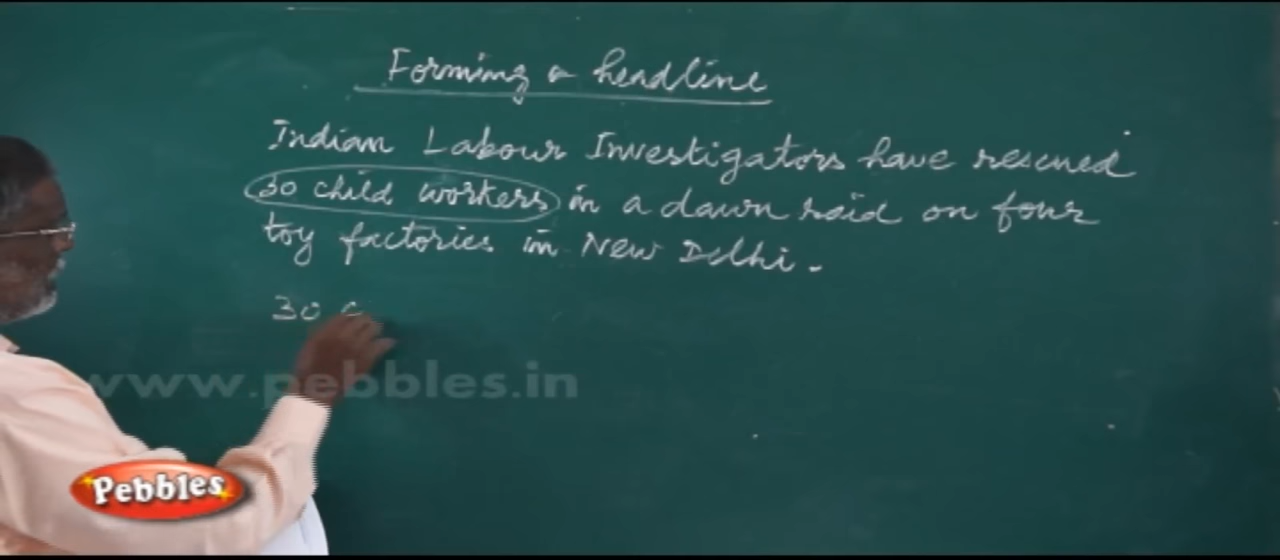 Forming a headline
Indian Labour Investigators have rescued
30 child workers in a dawn raid on four
toy factories in New Delhi.
30 c
www.pebbles.in
Pebbles